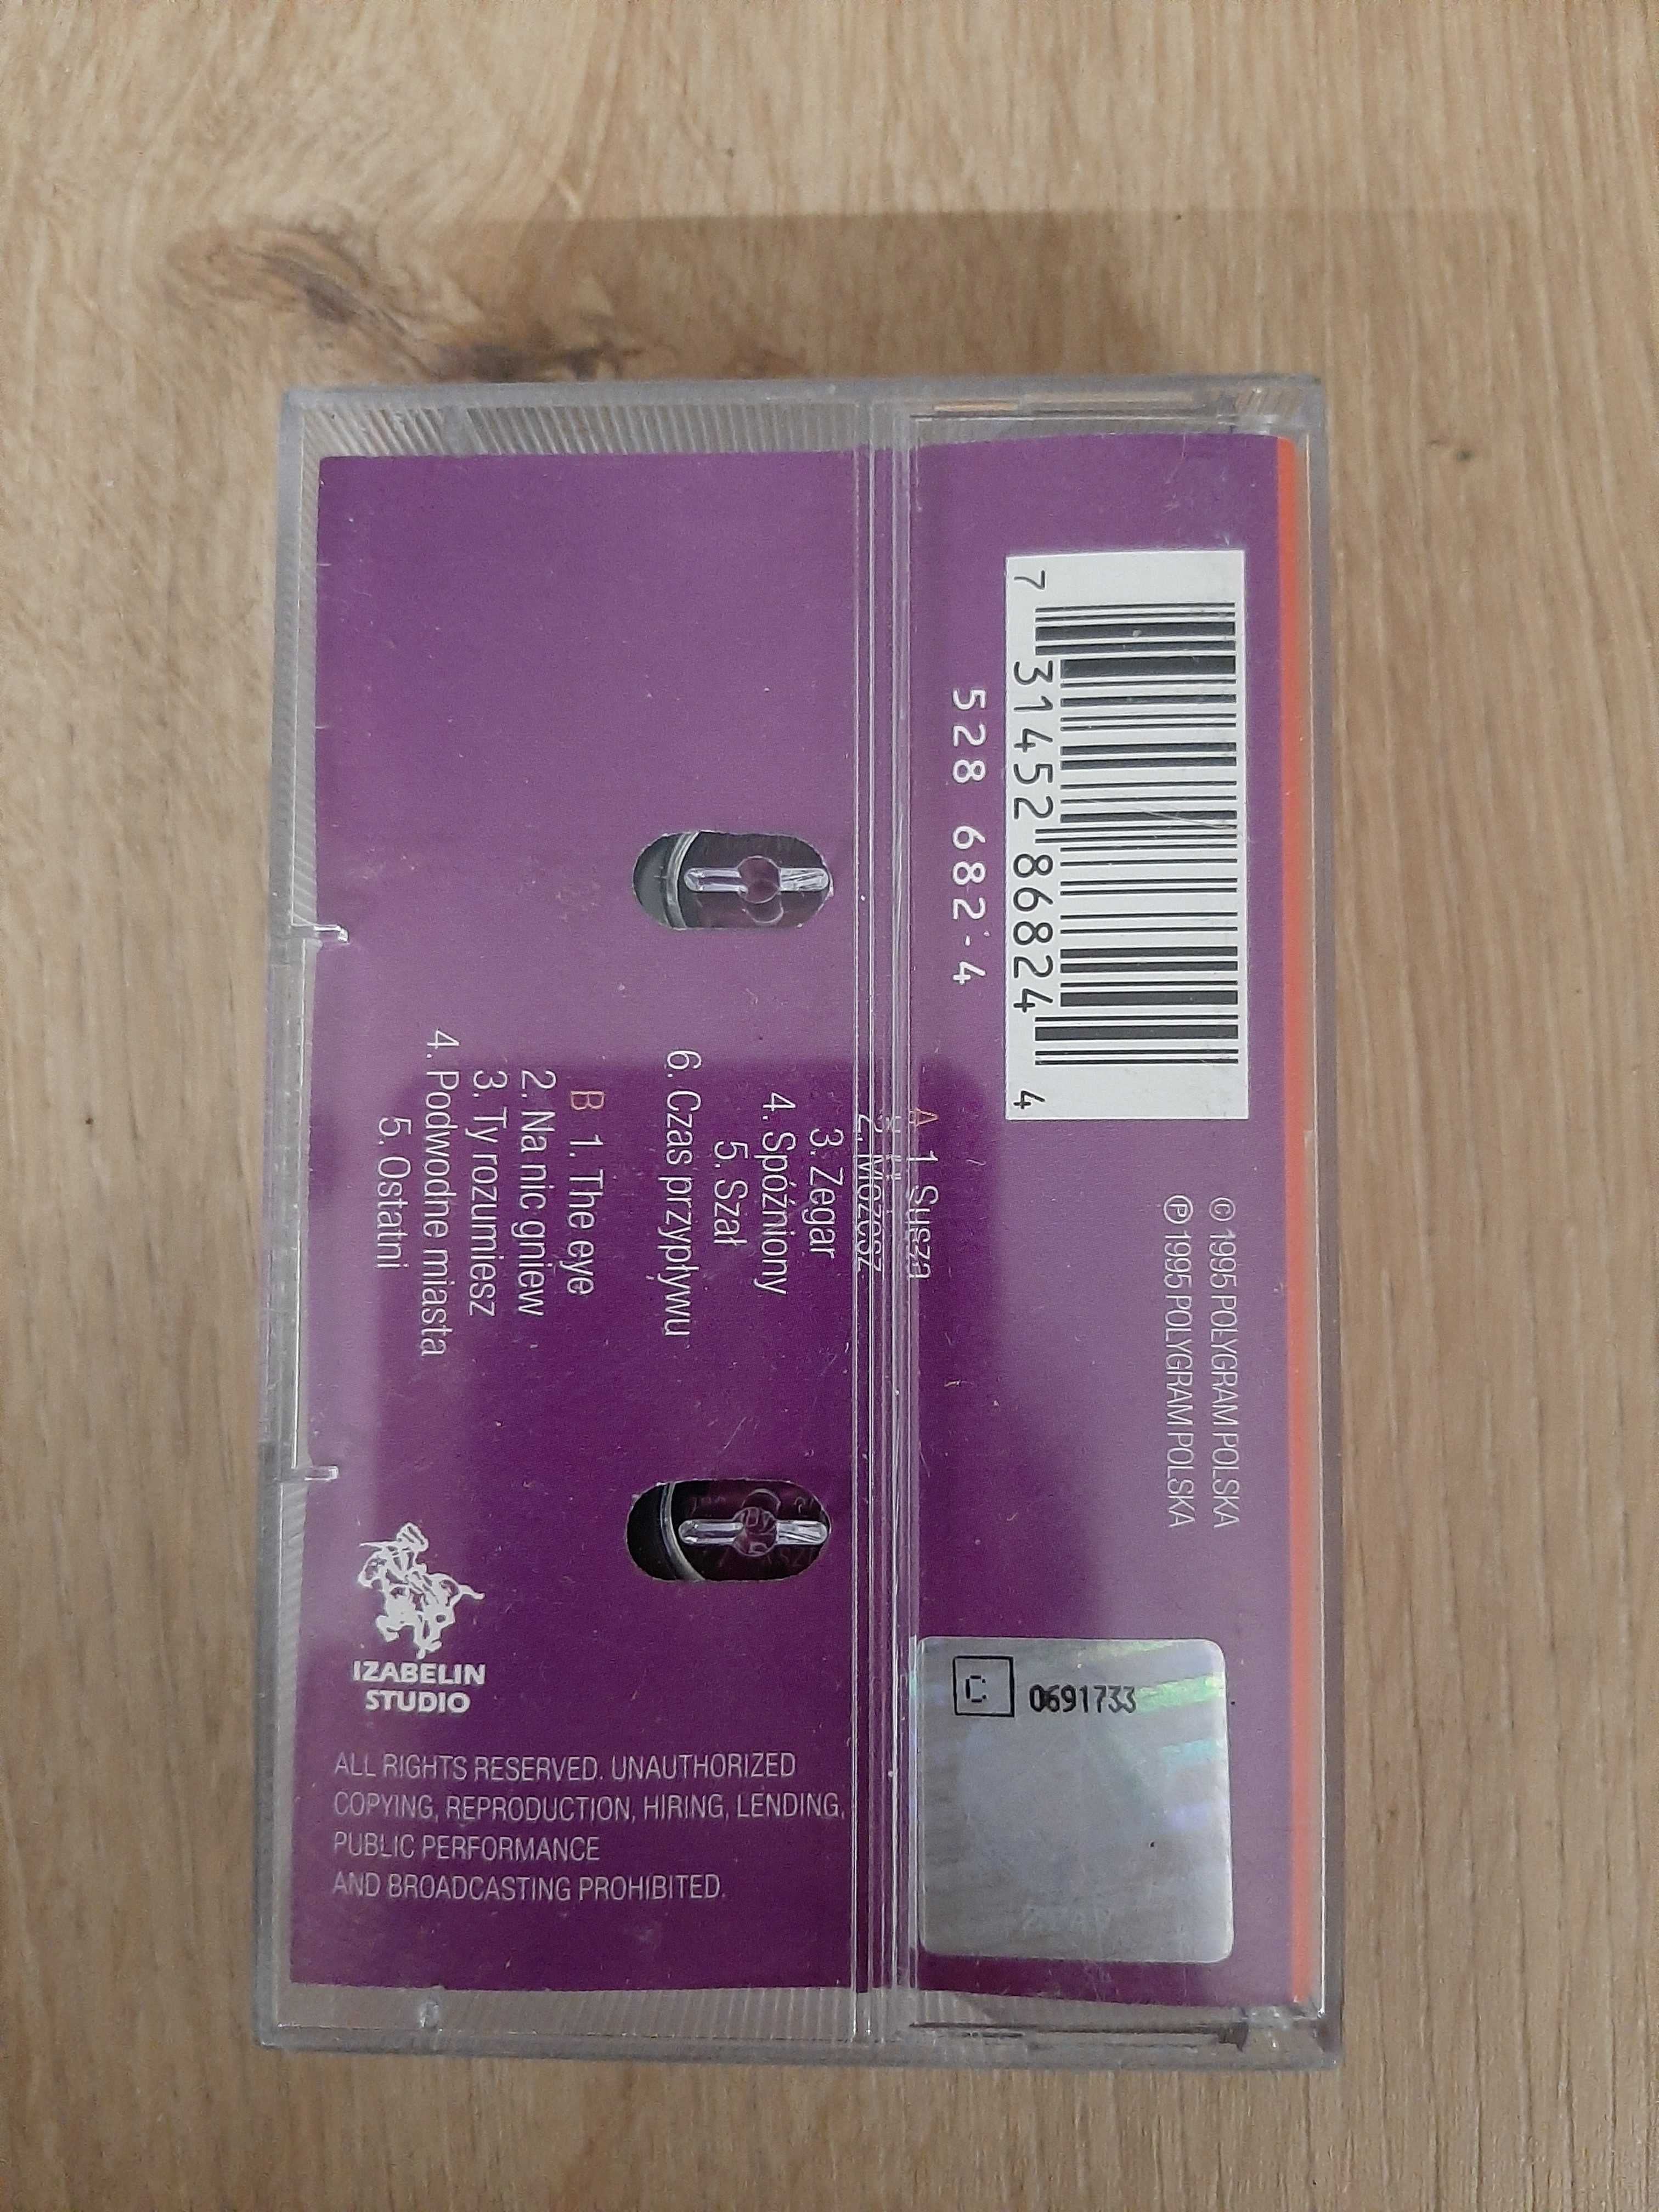 7 31452 86824 4
528 682-4
© 1995 POLYGRAM POLSKA
℗ 1995 POLYGRAM POLSKA
A 1. Susza
2. Możesz
3. Zegar
4. Spóźniony
5. Szał
6. Czas przypływu
B 1. The eye
2. Na nic gniew
3. Ty rozumiesz
4. Podwodne miasta
5. Ostatni
C 0691733
IZABELIN
STUDIO
ALL RIGHTS RESERVED. UNAUTHORIZED
COPYING, REPRODUCTION, HIRING, LENDING,
PUBLIC PERFORMANCE
AND BROADCASTING PROHIBITED.